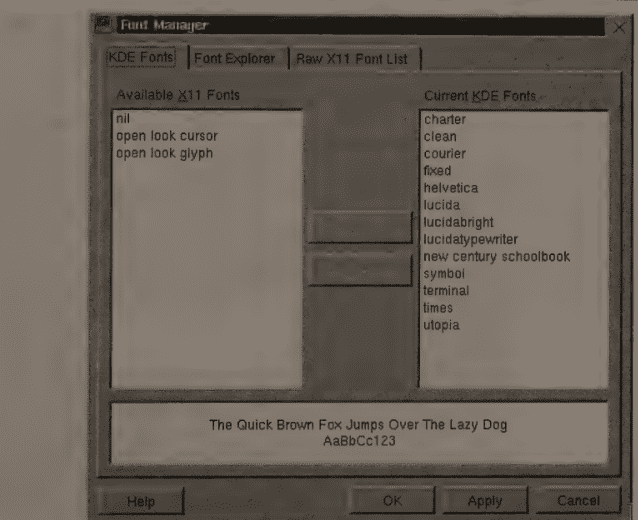 Font Manager
KDE Fonts
Font Explorer
Raw X11 Font List
Available X11 Fonts
nil
open look cursor
open look glyph
Current KDE Fonts
charter
clean
courier
fixed
helvetica
lucida
lucidabright
lucidatypewriter
new century schoolbook
symbol
terminal
times
utopia
The Quick Brown Fox Jumps Over The Lazy Dog
AaBbCc123
Help
OK
Apply
Cancel